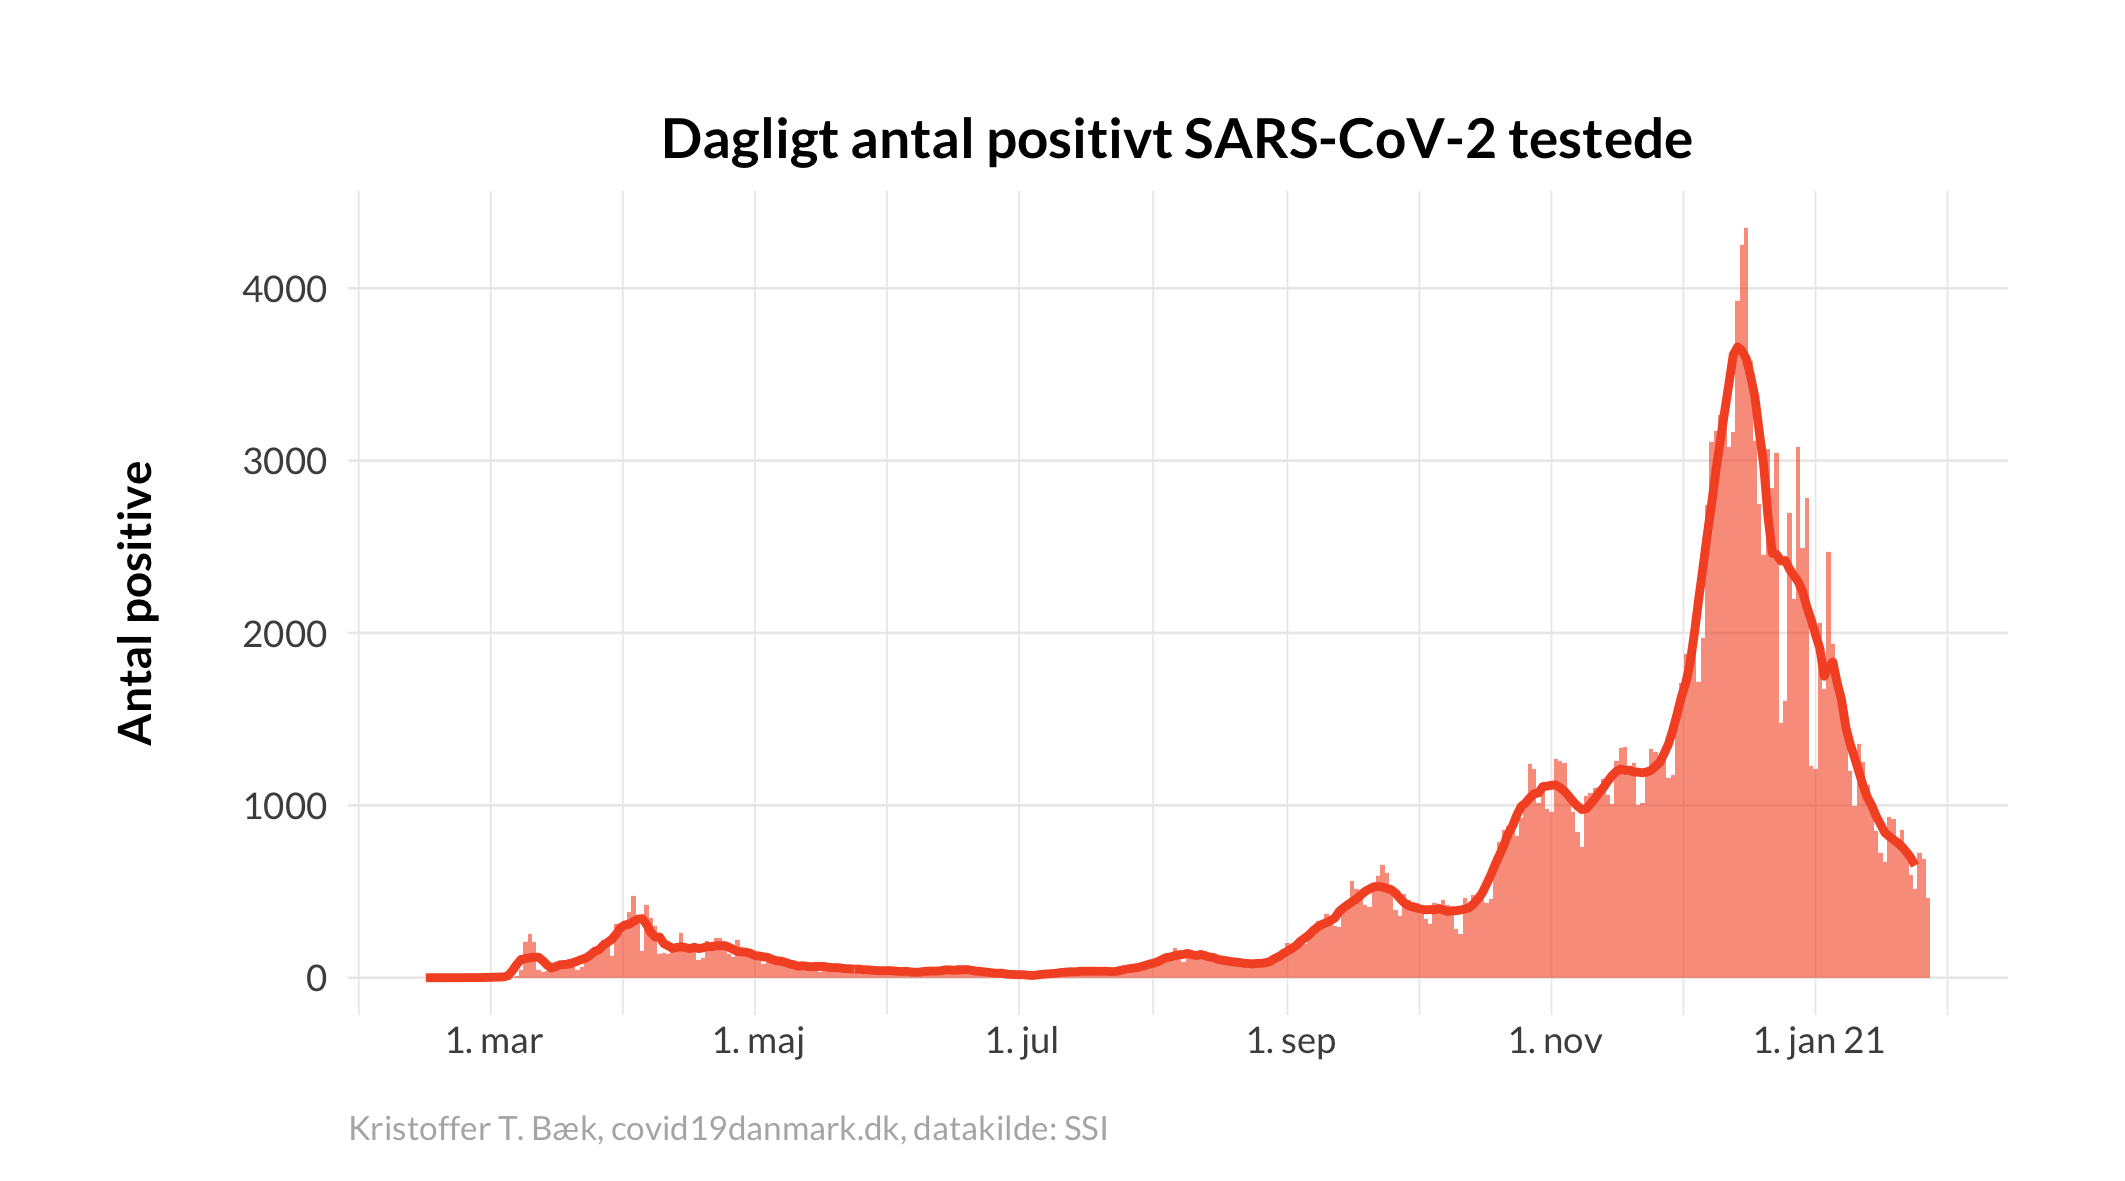 Dagligt antal positivt SARS-CoV-2 testede
Antal positive
4000
3000
2000
1000
0
1. mar
1. maj
1. jul
1. sep
1. nov
1. jan 21
Kristoffer T. Bæk, covid19danmark.dk, datakilde: SSI